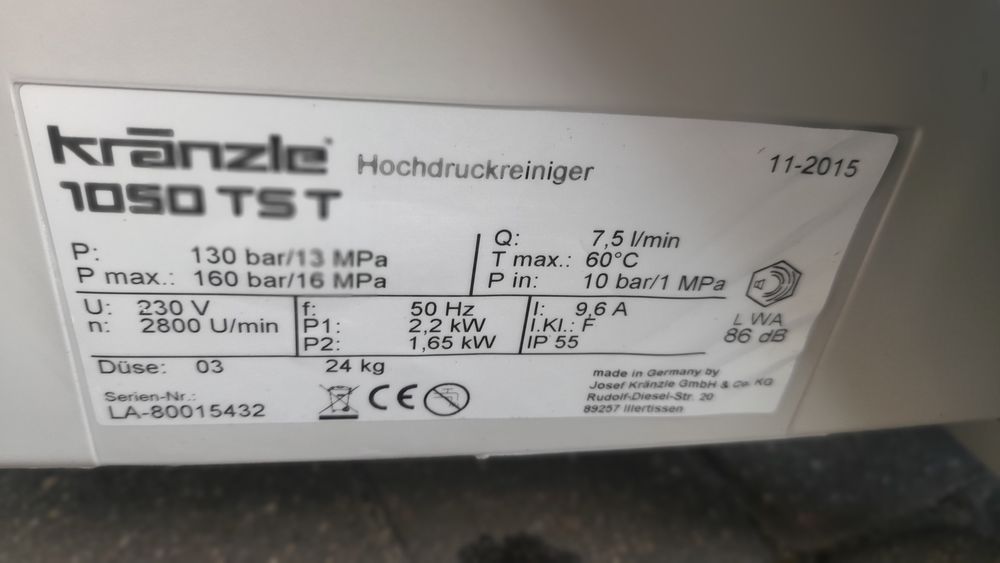 kränzle Hochdruckreiniger 11-2015
1050 TST
P: 130 bar/13 MPa
P max.: 160 bar/16 MPa
Q: 7,5 l/min
T max.: 60°C
P in: 10 bar/1 MPa
U: 230 V
n: 2800 U/min
f: 50 Hz
P1: 2,2 kW
P2: 1,65 kW
I: 9,6 A
I.Kl.: F
IP 55
L WA
86 dB
Düse: 03 24 kg
Serien-Nr.:
LA-80015432
CE
made in Germany by
Josef Kränzle GmbH & Co. KG
Rudolf-Diesel-Str. 20
89257 Illertissen